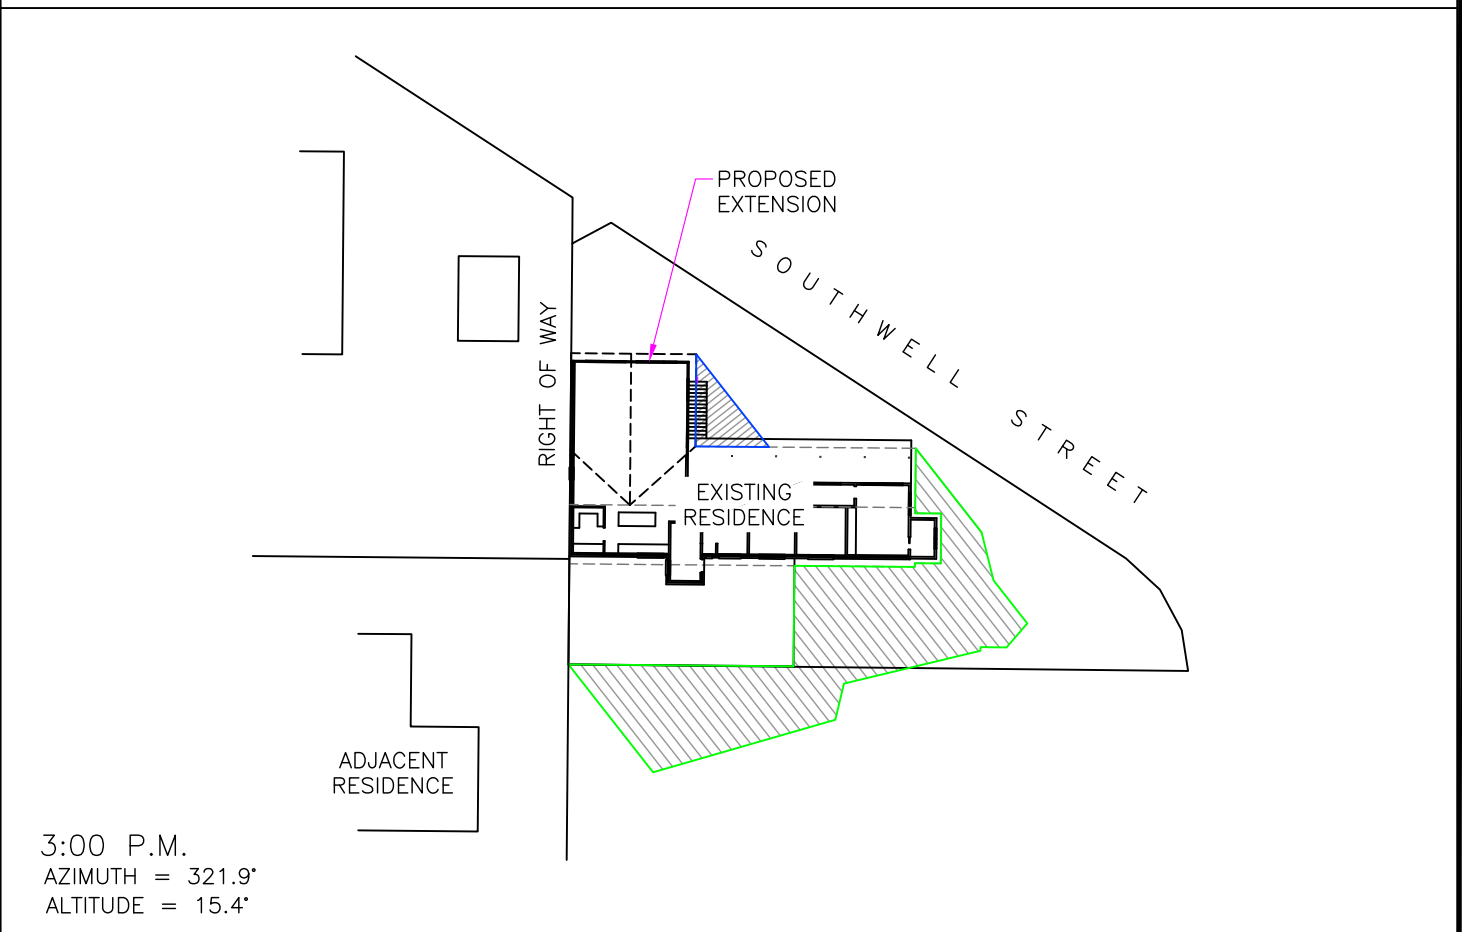 PROPOSED
EXTENSION
SOUTHWELL STREET
RIGHT OF WAY
EXISTING
RESIDENCE
ADJACENT
RESIDENCE
3:00 P.M.
AZIMUTH = 321.9°
ALTITUDE = 15.4°